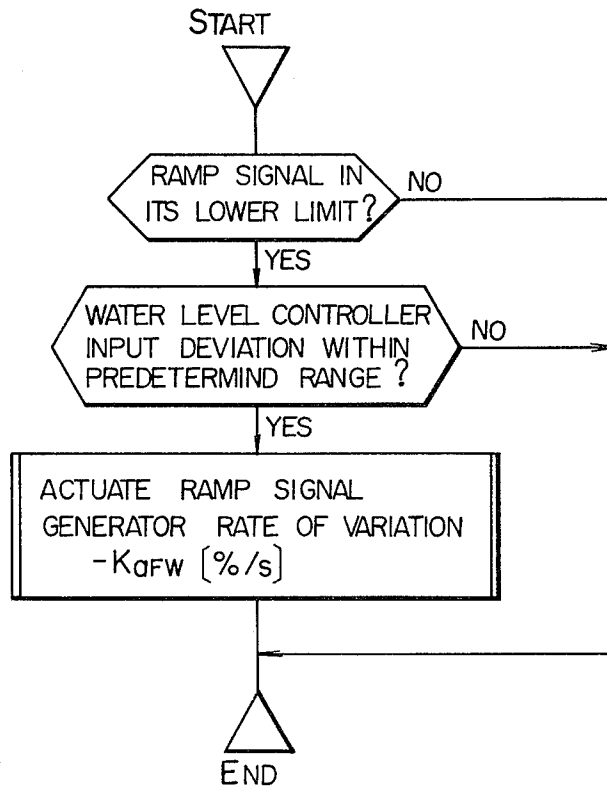 START
RAMP SIGNAL IN
ITS LOWER LIMIT?
NO
YES
WATER LEVEL CONTROLLER
INPUT DEVIATION WITHIN
PREDETERMIND RANGE?
NO
YES
ACTUATE RAMP SIGNAL
GENERATOR RATE OF VARIATION
-KaFW [%/s]
END